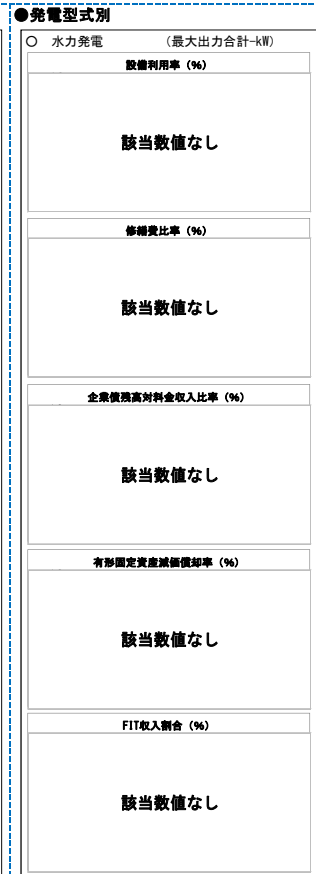 ●発電型式別
○ 水力発電 (最大出力合計-kW)
設備利用率（%）
該当数値なし
修繕費比率（%）
該当数値なし
企業債残高対料金収入比率（%）
該当数値なし
有形固定資産減価償却率（%）
該当数値なし
FIT収入割合（%）
該当数値なし